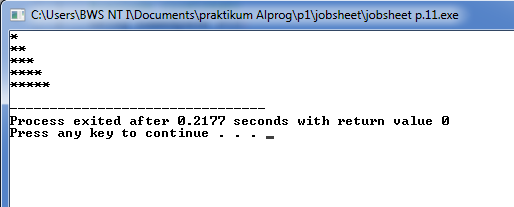 C:\Users\BWS NT I\Documents\praktikum Alprog\p1\jobsheet\jobsheet p.11.exe
*
**
***
****
*****
--------------------------------
Process exited after 0.2177 seconds with return value 0
Press any key to continue . . . _